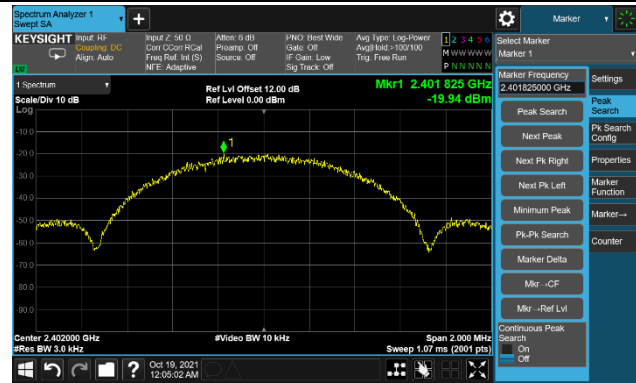 Spectrum Analyzer 1
Swept SA
Marker
KEYSIGHT
Input: RF
Coupling: DC
Align: Auto
Input Z: 50 Ω
Corr CCorr RCal
Freq Ref: Int (S)
NFE: Adaptive
Atten: 6 dB
Preamp: Off
Source: Off
PNO: Best Wide
Gate: Off
IF Gain: Low
Sig Track: Off
Avg Type: Log-Power
Avg|Hold:>100/100
Trig: Free Run
1 2 3 4 5 6
M W W W W W
P N N N N N
Select Marker
Marker 1
LXI
1 Spectrum
Scale/Div 10 dB
Log
Ref Lvl Offset 12.00 dB
Ref Level 0.00 dBm
Mkr1 2.401 825 GHz
-19.94 dBm
Marker Frequency
2.401825000 GHz
Settings
Peak Search
Next Peak
Next Pk Right
Next Pk Left
Minimum Peak
Pk-Pk Search
Marker Delta
Mkr→CF
Mkr→Ref Lvl
Continuous Peak
Search
On
Off
Peak
Search
Pk Search
Config
Properties
Marker
Function
Marker→
Counter
1
-10.0
-20.0
-30.0
-40.0
-50.0
-60.0
-70.0
-80.0
-90.0
Center 2.402000 GHz
#Res BW 3.0 kHz
#Video BW 10 kHz
Span 2.000 MHz
Sweep 1.07 ms (2001 pts)
?
Oct 19, 2021
12:05:02 AM